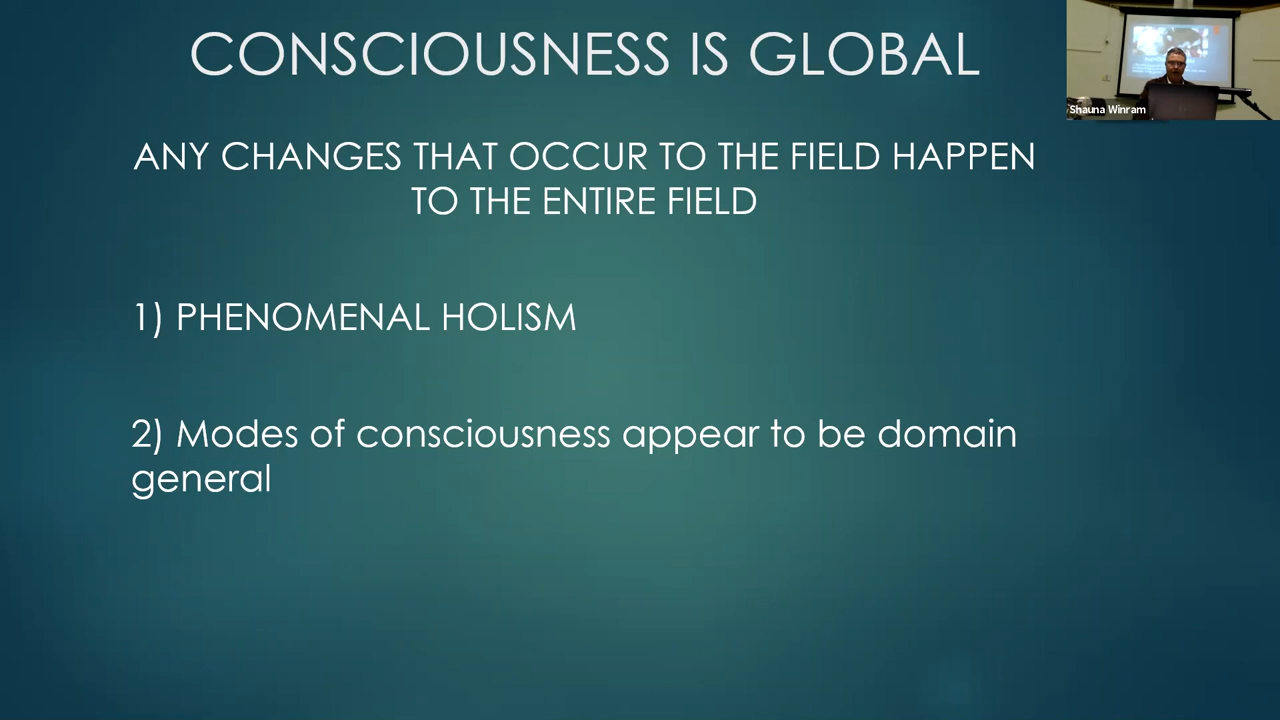 CONSCIOUSNESS IS GLOBAL
Shauna Winram
ANY CHANGES THAT OCCUR TO THE FIELD HAPPEN
TO THE ENTIRE FIELD
1) PHENOMENAL HOLISM
2) Modes of consciousness appear to be domain
general